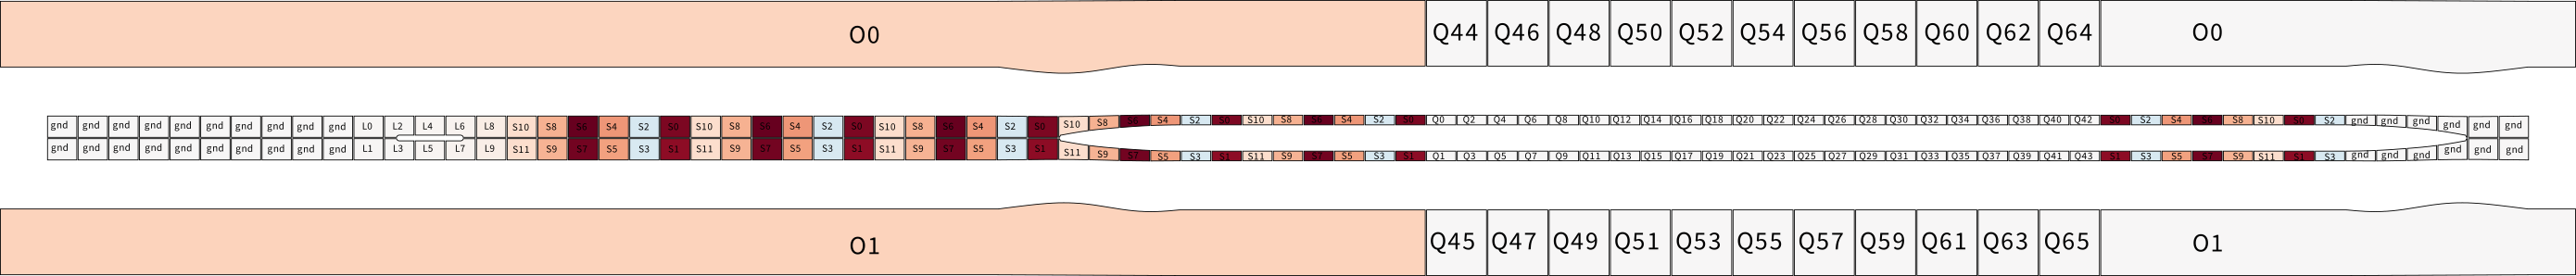 O0 Q44 Q46 Q48 Q50 Q52 Q54 Q56 Q58 Q60 Q62 Q64 O0
gnd gnd gnd gnd gnd gnd gnd gnd gnd gnd L0 L2 L4 L6 L8 S10 S8 S6 S4 S2 S0 S10 S8 S6 S4 S2 S0 S10 S8 S6 S4 S2 S0 S10 S8 S6 S4 S2 S0 S10 S8 S6 S4 S2 S0 Q0 Q2 Q4 Q6 Q8 Q10 Q12 Q14 Q16 Q18 Q20 Q22 Q24 Q26 Q28 Q30 Q32 Q34 Q36 Q38 Q40 Q42 S0 S2 S4 S6 S8 S10 S0 S2 gnd gnd gnd gnd gnd gnd
gnd gnd gnd gnd gnd gnd gnd gnd gnd gnd L1 L3 L5 L7 L9 S11 S9 S7 S5 S3 S1 S11 S9 S7 S5 S3 S1 S11 S9 S7 S5 S3 S1 S11 S9 S7 S5 S3 S1 S11 S9 S7 S5 S3 S1 Q1 Q3 Q5 Q7 Q9 Q11 Q13 Q15 Q17 Q19 Q21 Q23 Q25 Q27 Q29 Q31 Q33 Q35 Q37 Q39 Q41 Q43 S1 S3 S5 S7 S9 S11 S1 S3 gnd gnd gnd gnd gnd gnd
O1 Q45 Q47 Q49 Q51 Q53 Q55 Q57 Q59 Q61 Q63 Q65 O1